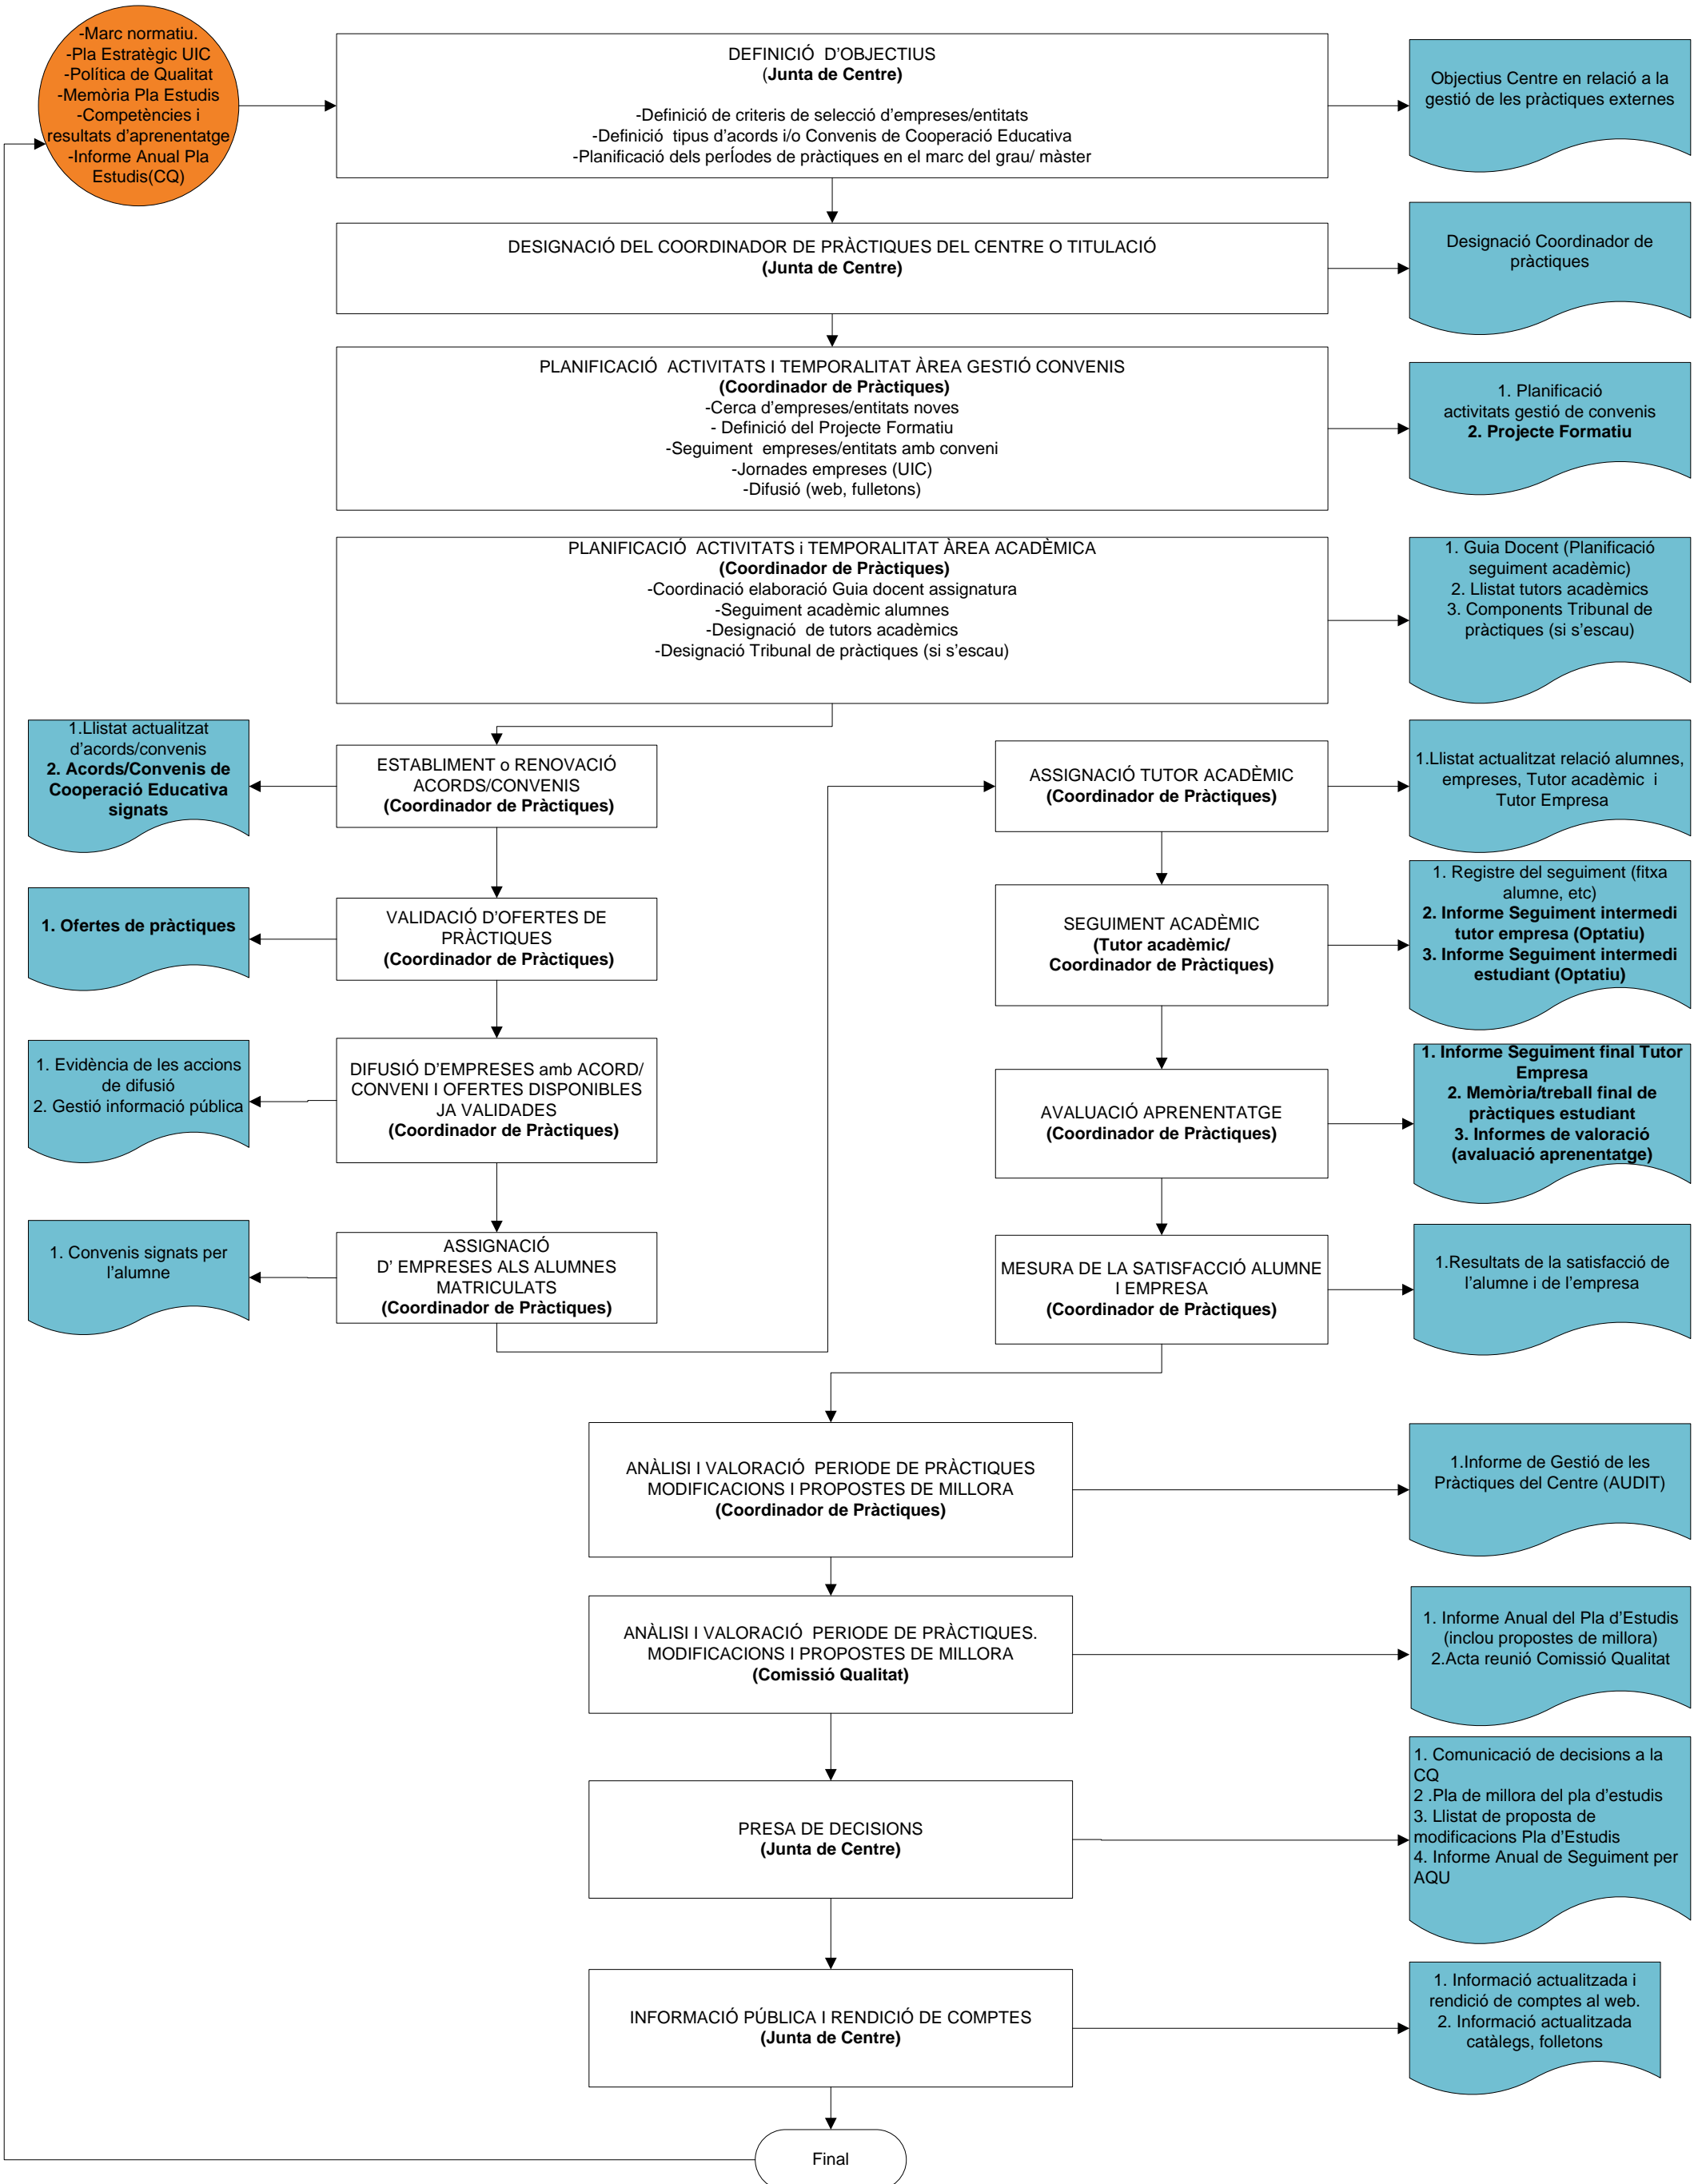 -Marc normatiu.
-Pla Estratègic UIC
-Política de Qualitat
-Memòria Pla Estudis
-Competències i
resultats d’aprenentatge
-Informe Anual Pla
Estudis(CQ)
DEFINICIÓ D’OBJECTIUS
(Junta de Centre)
-Definició de criteris de selecció d’empreses/entitats
-Definició tipus d’acords i/o Convenis de Cooperació Educativa
-Planificació dels perÍodes de pràctiques en el marc del grau/ màster
Objectius Centre en relació a la
gestió de les pràctiques externes
DESIGNACIÓ DEL COORDINADOR DE PRÀCTIQUES DEL CENTRE O TITULACIÓ
(Junta de Centre)
Designació Coordinador de
pràctiques
PLANIFICACIÓ ACTIVITATS I TEMPORALITAT ÀREA GESTIÓ CONVENIS
(Coordinador de Pràctiques)
-Cerca d’empreses/entitats noves
- Definició del Projecte Formatiu
-Seguiment empreses/entitats amb conveni
-Jornades empreses (UIC)
-Difusió (web, fulletons)
1. Planificació
activitats gestió de convenis
2. Projecte Formatiu
PLANIFICACIÓ ACTIVITATS i TEMPORALITAT ÀREA ACADÈMICA
(Coordinador de Pràctiques)
-Coordinació elaboració Guia docent assignatura
-Seguiment acadèmic alumnes
-Designació de tutors acadèmics
-Designació Tribunal de pràctiques (si s’escau)
1. Guia Docent (Planificació
seguiment acadèmic)
2. Llistat tutors acadèmics
3. Components Tribunal de
pràctiques (si s’escau)
1.Llistat actualitzat
d’acords/convenis
2. Acords/Convenis de
Cooperació Educativa
signats
ESTABLIMENT o RENOVACIÓ
ACORDS/CONVENIS
(Coordinador de Pràctiques)
ASSIGNACIÓ TUTOR ACADÈMIC
(Coordinador de Pràctiques)
1.Llistat actualitzat relació alumnes,
empreses, Tutor acadèmic i
Tutor Empresa
1. Ofertes de pràctiques
VALIDACIÓ D’OFERTES DE
PRÀCTIQUES
(Coordinador de Pràctiques)
SEGUIMENT ACADÈMIC
(Tutor acadèmic/
Coordinador de Pràctiques)
1. Registre del seguiment (fitxa
alumne, etc)
2. Informe Seguiment intermedi
tutor empresa (Optatiu)
3. Informe Seguiment intermedi
estudiant (Optatiu)
1. Evidència de les accions
de difusió
2. Gestió informació pública
DIFUSIÓ D’EMPRESES amb ACORD/
CONVENI I OFERTES DISPONIBLES
JA VALIDADES
(Coordinador de Pràctiques)
AVALUACIÓ APRENENTATGE
(Coordinador de Pràctiques)
1. Informe Seguiment final Tutor
Empresa
2. Memòria/treball final de
pràctiques estudiant
3. Informes de valoració
(avaluació aprenentatge)
1. Convenis signats per
l’alumne
ASSIGNACIÓ
D’ EMPRESES ALS ALUMNES
MATRICULATS
(Coordinador de Pràctiques)
MESURA DE LA SATISFACCIÓ ALUMNE
I EMPRESA
(Coordinador de Pràctiques)
1.Resultats de la satisfacció de
l’alumne i de l’empresa
ANÀLISI I VALORACIÓ PERIODE DE PRÀCTIQUES
MODIFICACIONS I PROPOSTES DE MILLORA
(Coordinador de Pràctiques)
1.Informe de Gestió de les
Pràctiques del Centre (AUDIT)
ANÀLISI I VALORACIÓ PERIODE DE PRÀCTIQUES.
MODIFICACIONS I PROPOSTES DE MILLORA
(Comissió Qualitat)
1. Informe Anual del Pla d’Estudis
(inclou propostes de millora)
2.Acta reunió Comissió Qualitat
PRESA DE DECISIONS
(Junta de Centre)
1. Comunicació de decisions a la
CQ
2 .Pla de millora del pla d’estudis
3. Llistat de proposta de
modificacions Pla d’Estudis
4. Informe Anual de Seguiment per
AQU
INFORMACIÓ PÚBLICA I RENDICIÓ DE COMPTES
(Junta de Centre)
1. Informació actualitzada i
rendició de comptes al web.
2. Informació actualitzada
catàlegs, folletons
Final